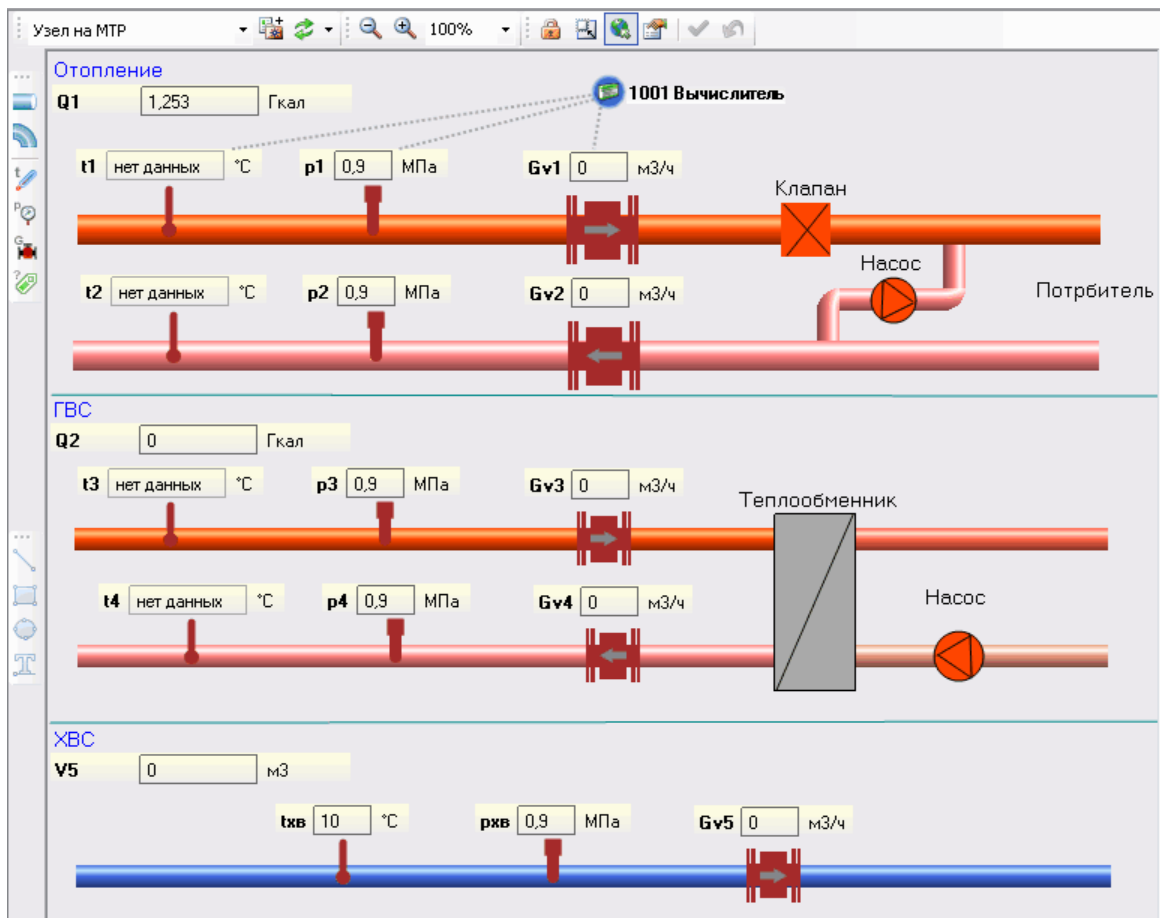 Узел на МТР 100%
Отопление
Q1 1,253 Гкал
1001 Вычислитель
t1 нет данных °C p1 0,9 МПа Gv1 0 м3/ч
Клапан
Насос
t2 нет данных °C p2 0,9 МПа Gv2 0 м3/ч
Потрбитель
ГВС
Q2 0 Гкал
t3 нет данных °C p3 0,9 МПа Gv3 0 м3/ч
Теплообменник
t4 нет данных °C p4 0,9 МПа Gv4 0 м3/ч
Насос
ХВС
V5 0 м3
tхв 10 °C pхв 0,9 МПа Gv5 0 м3/ч